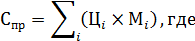 Спр = ∑i(Цi × Мi), где